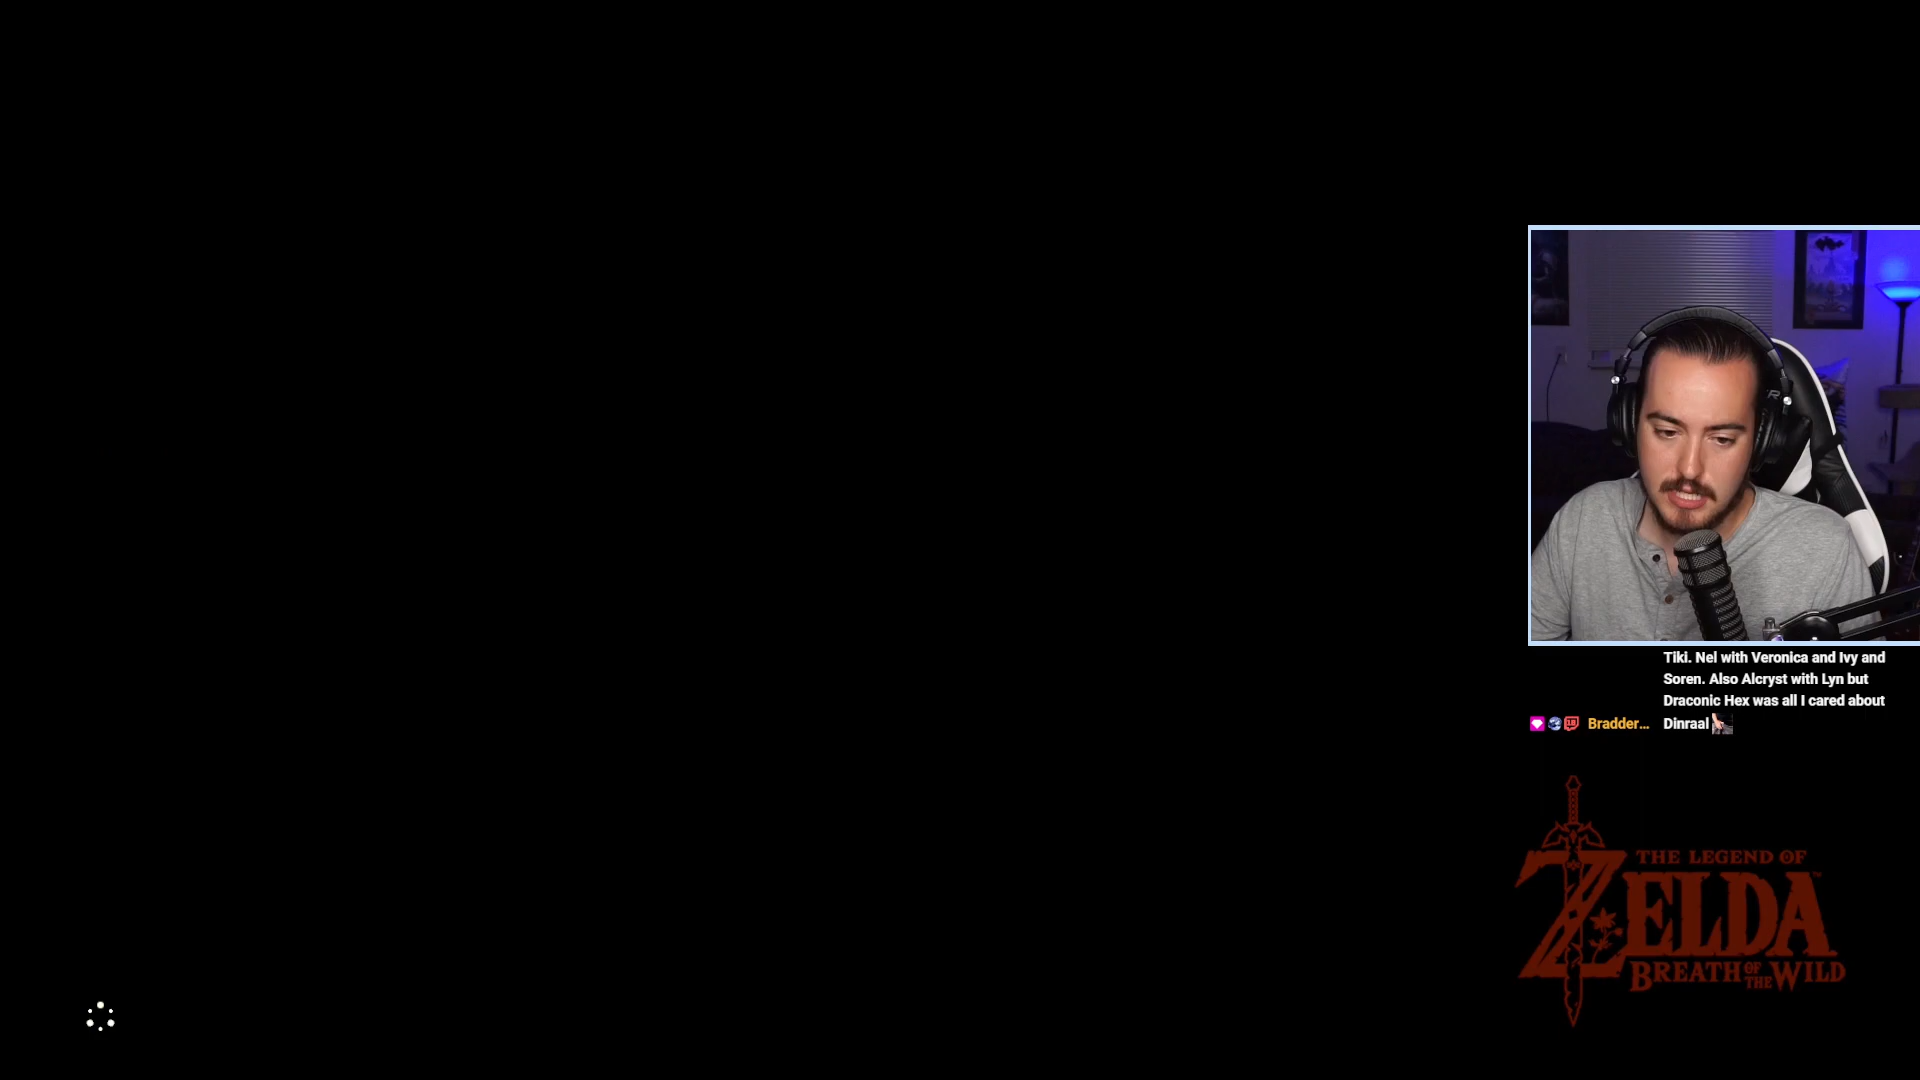 Tiki. Nel with Veronica and Ivy and
Soren. Also Alcryst with Lyn but
Draconic Hex was all I cared about
Bradder... Dinraal
THE LEGEND OF
ZELDA
BREATH OF THE WILD